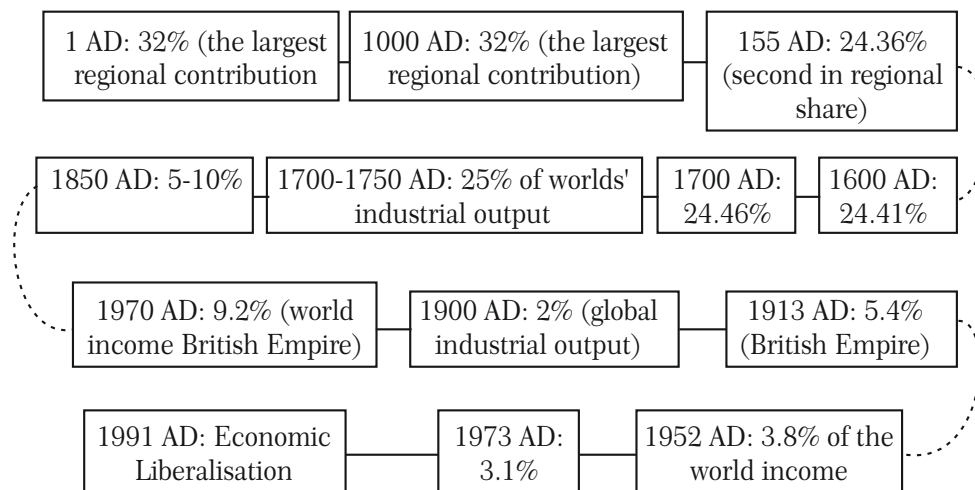 1 AD: 32% (the largest
regional contribution
1000 AD: 32% (the largest
regional contribution)
155 AD: 24.36%
(second in regional
share)
1850 AD: 5-10%
1700-1750 AD: 25% of worlds'
industrial output
1700 AD:
24.46%
1600 AD:
24.41%
1970 AD: 9.2% (world
income British Empire)
1900 AD: 2% (global
industrial output)
1913 AD: 5.4%
(British Empire)
1991 AD: Economic
Liberalisation
1973 AD:
3.1%
1952 AD: 3.8% of the
world income